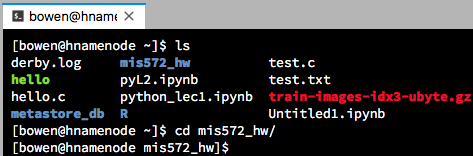 bowen@hnamenode ~
[bowen@hnamenode ~]$ ls
derby.log mis572_hw test.c
hello pyL2.ipynb test.txt
hello.c python_lec1.ipynb train-images-idx3-ubyte.gz
metastore_db R Untitled1.ipynb
[bowen@hnamenode ~]$ cd mis572_hw/
[bowen@hnamenode mis572_hw]$